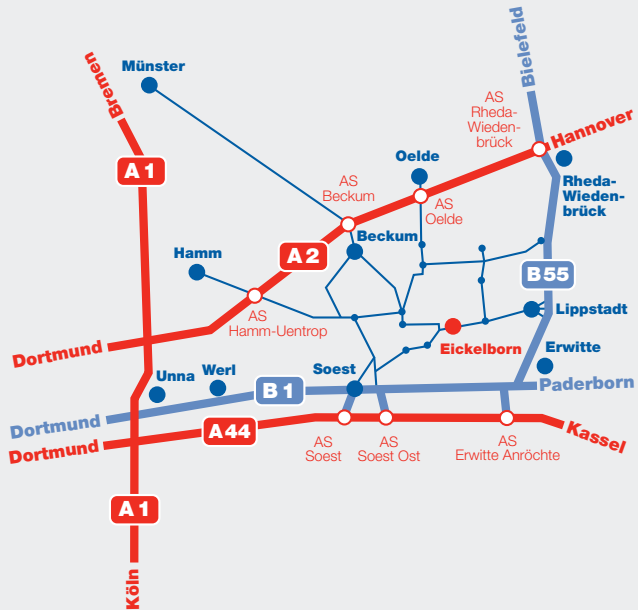 Bremen
Münster
Bielefeld
AS
Rheda-
Wieden-
brück
Hannover
A 1
Oelde
AS
Beckum
Rheda-
Wieden-
brück
AS
Oelde
Beckum
Hamm
A 2
B 55
AS
Hamm-Uentrop
Lippstadt
Eickelborn
Dortmund
Erwitte
Unna
Werl
Soest
B 1
Paderborn
Dortmund
A 44
Dortmund
Kassel
AS
Soest
AS
Soest Ost
AS
Erwitte Anröchte
A 1
Köln